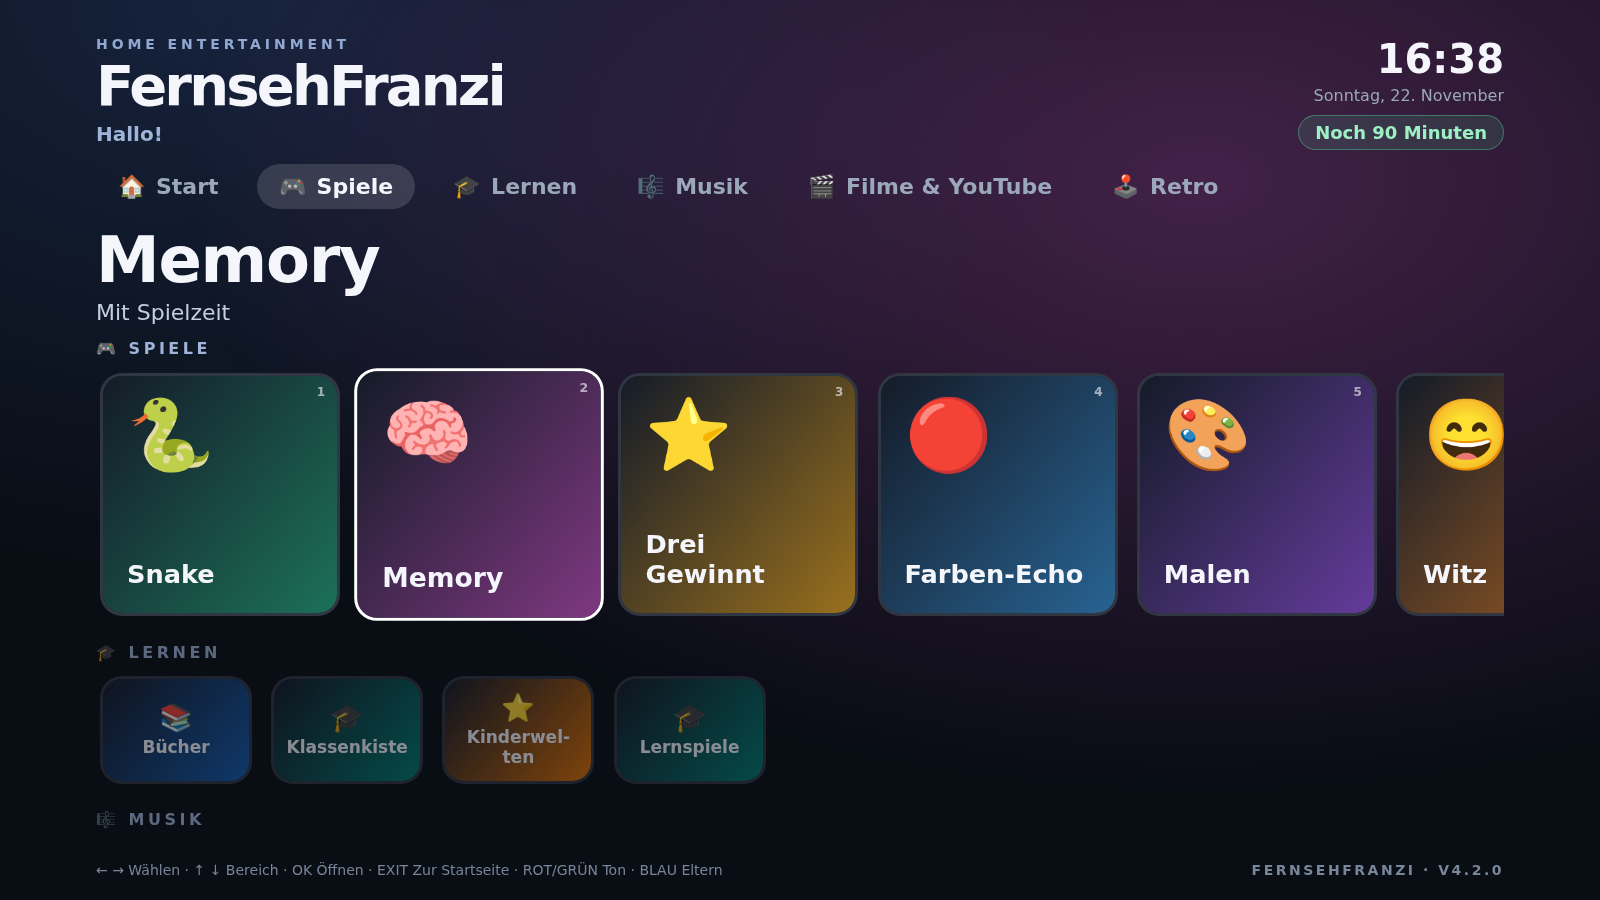 HOME ENTERTAINMENT
FernsehFranzi
Hallo!
16:38
Sonntag, 22. November
Noch 90 Minuten
Start
Spiele
Lernen
Musik
Filme & YouTube
Retro
Memory
Mit Spielzeit
SPIELE
1
Snake
2
Memory
3
Drei
Gewinnt
4
Farben-Echo
5
Malen
Witz
LERNEN
Bücher
Klassenkiste
Kinderwel-
ten
Lernspiele
MUSIK
← → Wählen · ↑ ↓ Bereich · OK Öffnen · EXIT Zur Startseite · ROT/GRÜN Ton · BLAU Eltern
FERNSEHFRANZI · V4.2.0